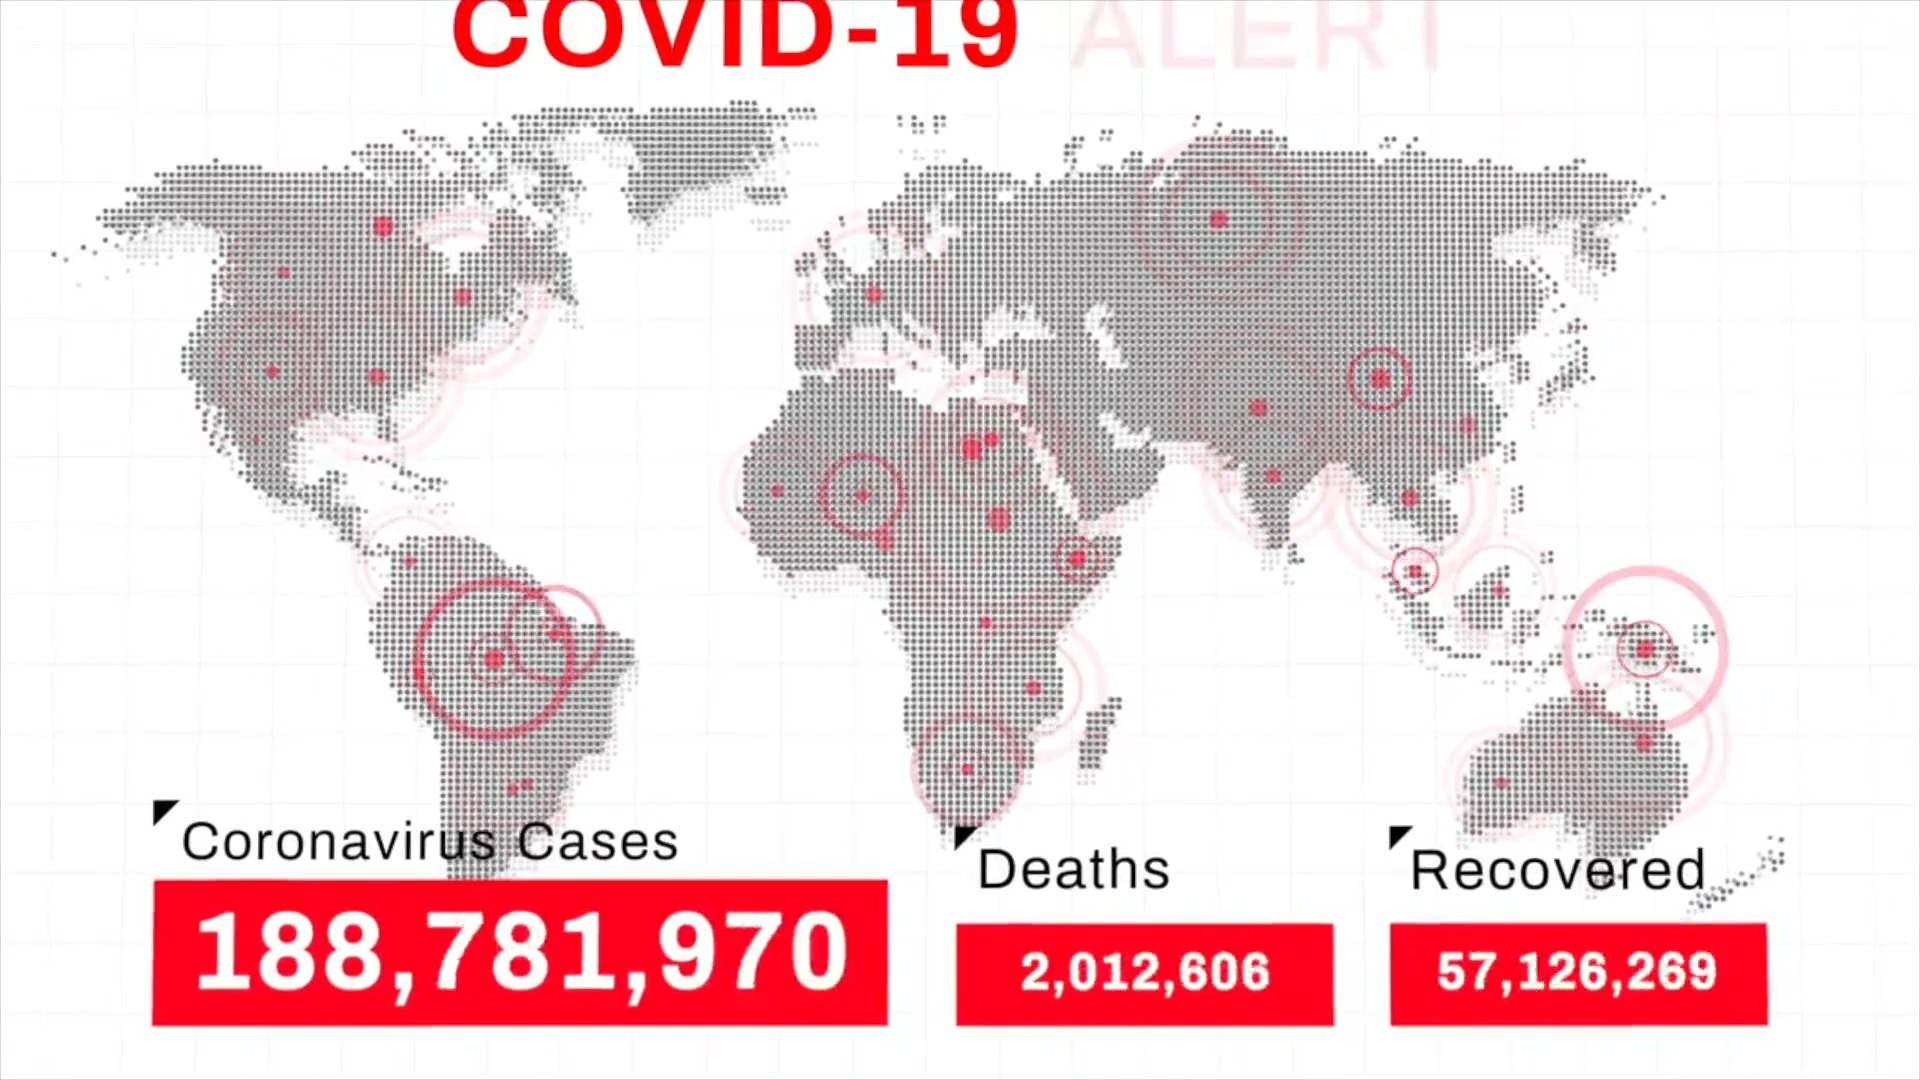 COVID-19 ALERT
Coronavirus Cases
188,781,970
Deaths
2,012,606
Recovered
57,126,269